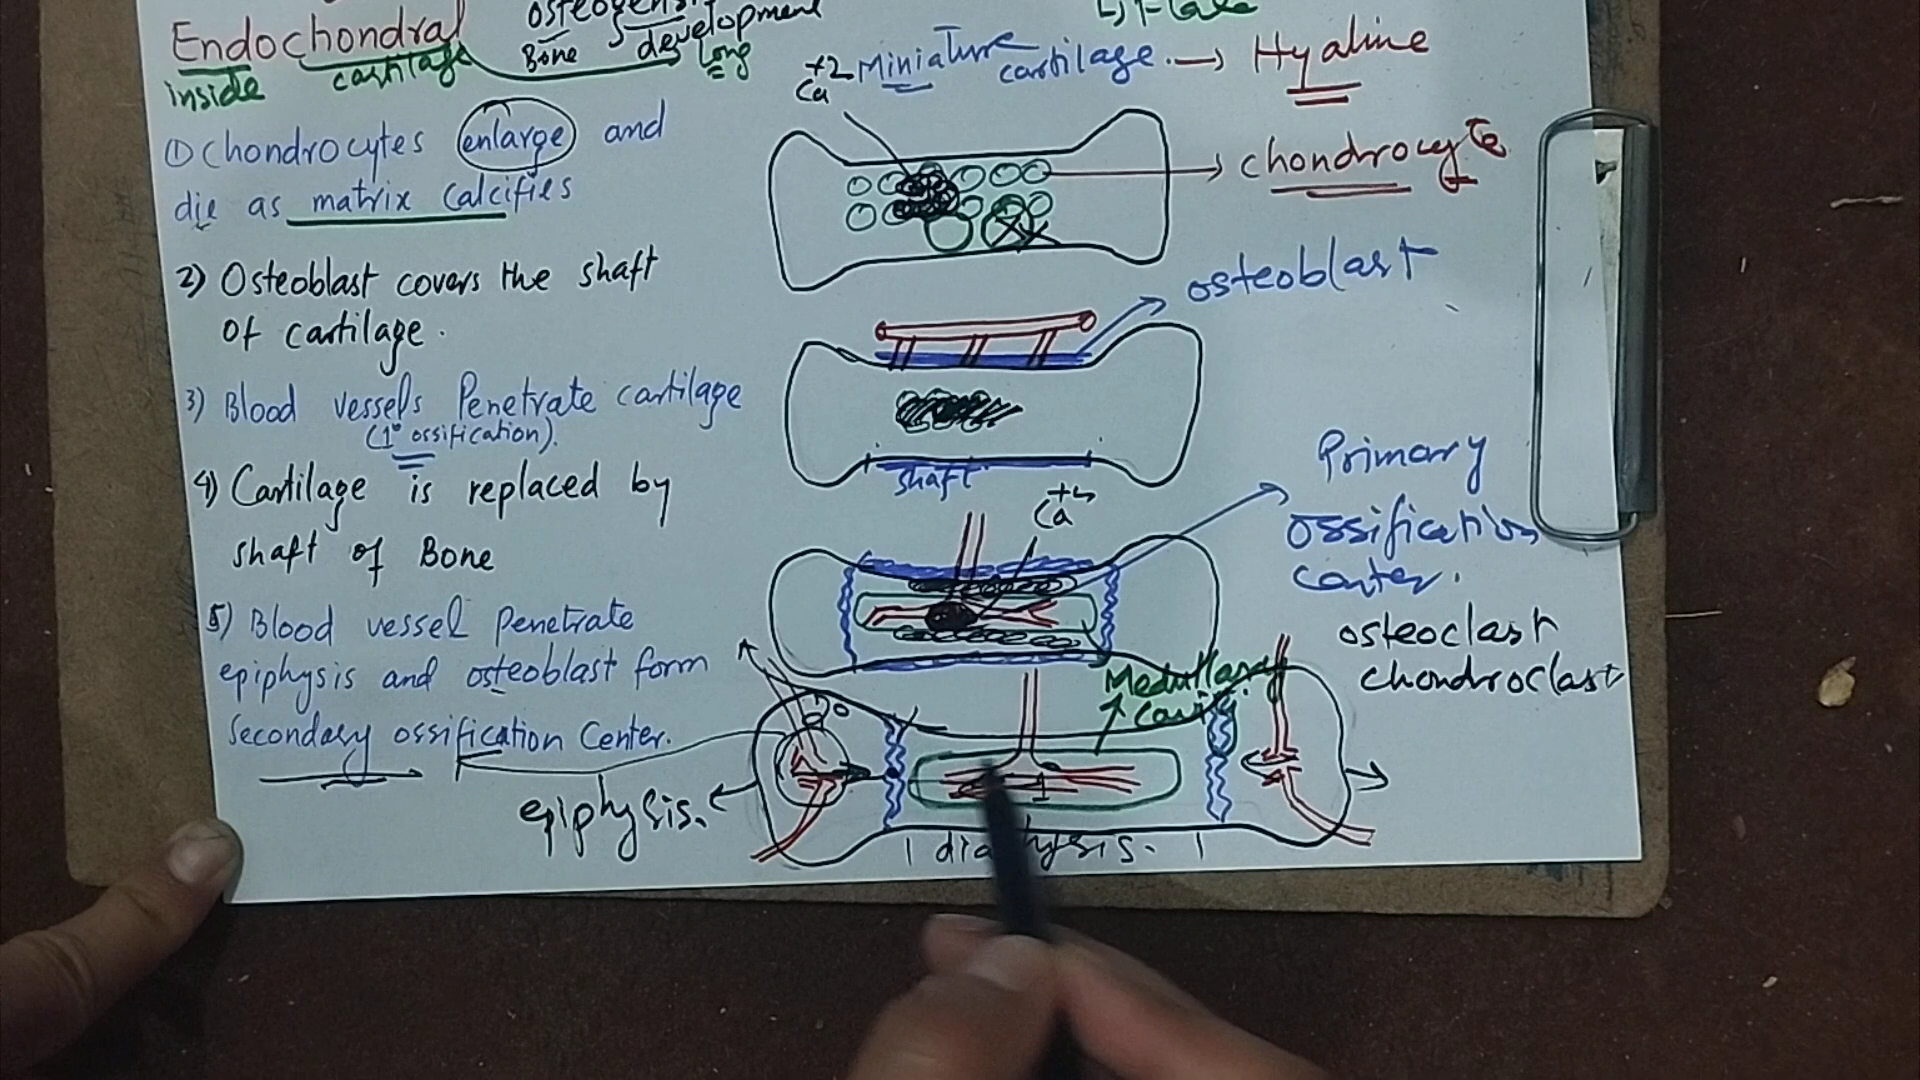 Endochondral
Bone development
inside cartilage Long
① Chondrocytes enlarge and
die as matrix calcifies
2) Osteoblast covers the shaft
of cartilage.
3) Blood vessels Penetrate cartilage
(1° ossification).
4) Cartilage is replaced by
shaft of Bone
5) Blood vessel Penetrate
epiphysis and osteoblast form
Secondary ossification Center.
Ca+2
Miniature cartilage. → Hyaline
chondrocyte
osteoblast
shaft
Ca
Primary
ossification
center.
osteoclast
chondroclast
Medullary
cavity
2°
1
epiphysis.
diaphysis.